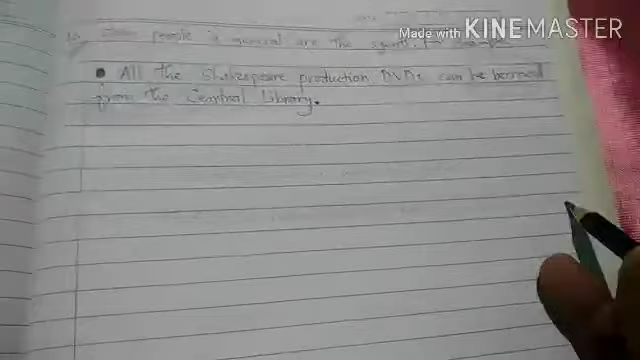 Made with KINEMASTER
people in general are the agents. For example
• All the Shakespeare production DVDs can be borrowed
from the Central Library.